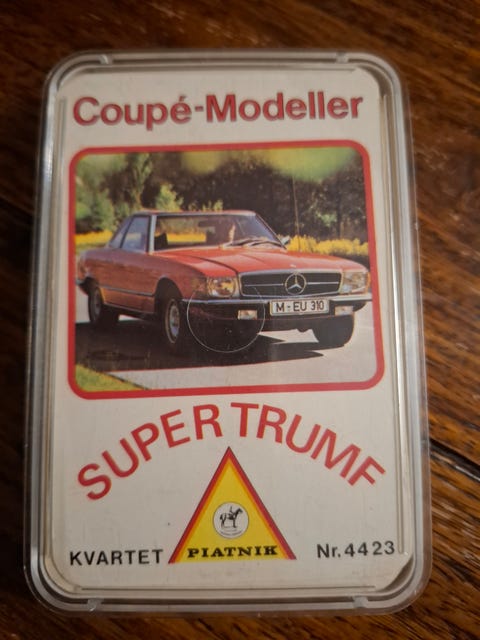 Coupé-Modeller
M-EU 310
SUPER TRUMF
KVARTET
PIATNIK
Nr. 4423